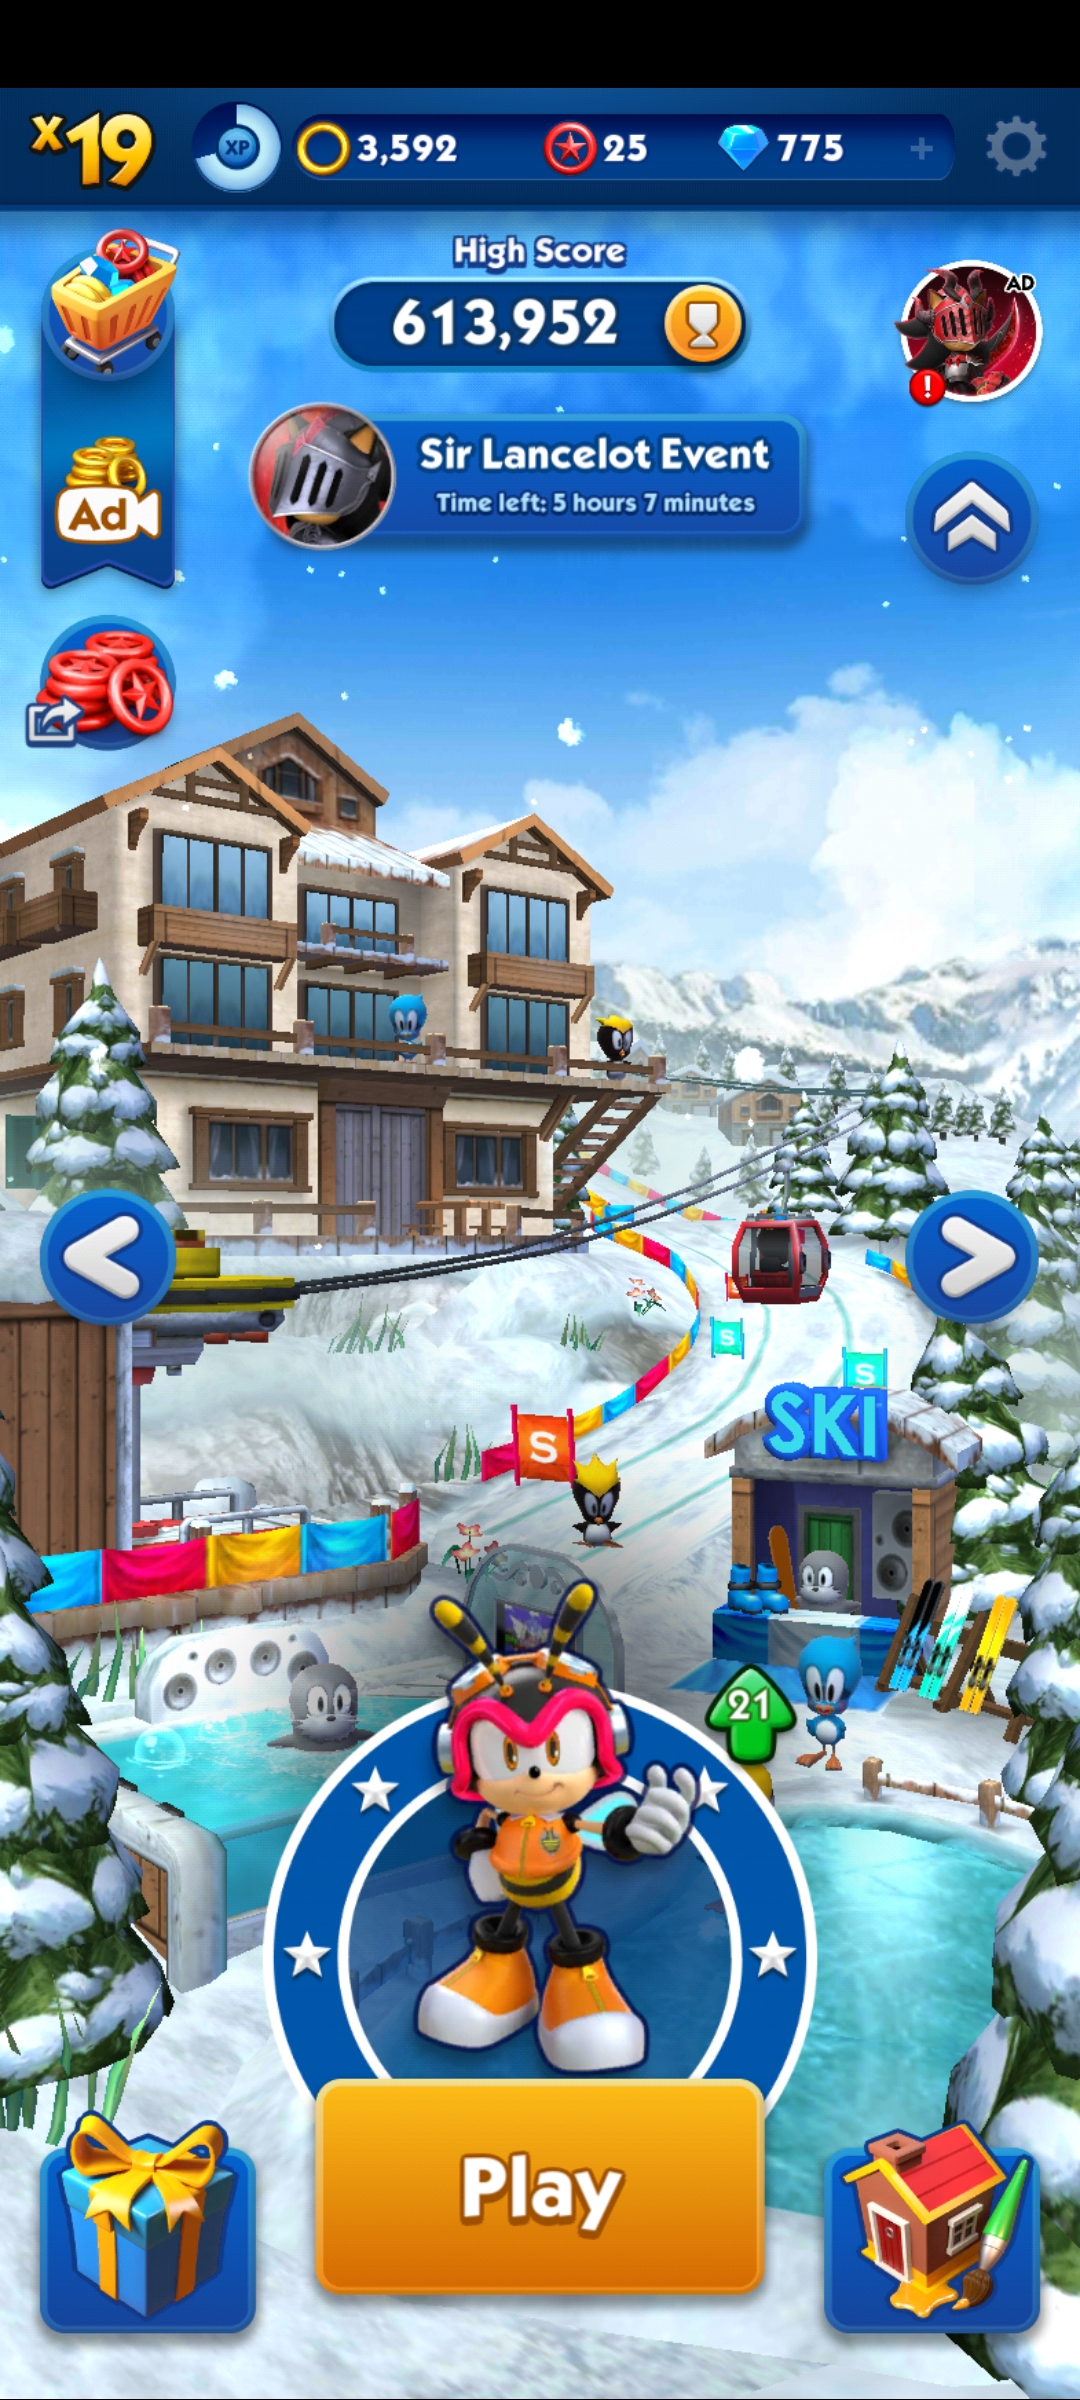 x19
XP
3,592
25
775
High Score
613,952
AD
!
Sir Lancelot Event
Time left: 5 hours 7 minutes
Ad
S
S
SKI
S
21
Play